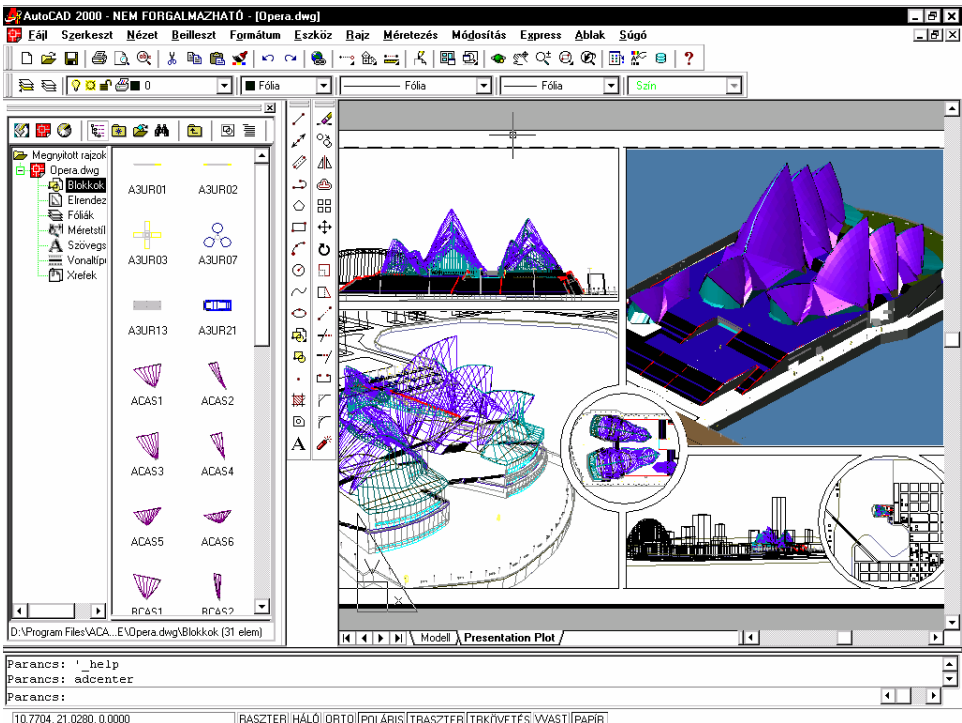 AutoCAD 2000 - NEM FORGALMAZHATÓ - [Opera.dwg]
Fájl Szerkeszt Nézet Beilleszt Formátum Eszköz Rajz Méretezés Módosítás Express Ablak Súgó
0 Fólia Fólia Fólia Szín
Megnyitott rajzok
Opera.dwg
Blokkok
Elrendez
Fóliák
Méretstíl
Szövegs
Vonaltíp
Xrefek
A3UR01 A3UR02
A3UR03 A3UR07
A3UR13 A3UR21
ACAS1 ACAS2
ACAS3 ACAS4
ACAS5 ACAS6
BCAS1 BCAS2
D:\Program Files\ACA...E\Opera.dwg\Blokkok (31 elem)
Modell Presentation Plot
Parancs: '_help
Parancs: adcenter
Parancs:
10.7704, 21.0280, 0.0000 RASZTER HÁLÓ ORTO POLÁRIS TRASZTER TRKÖVETÉS VVAST PAPÍR